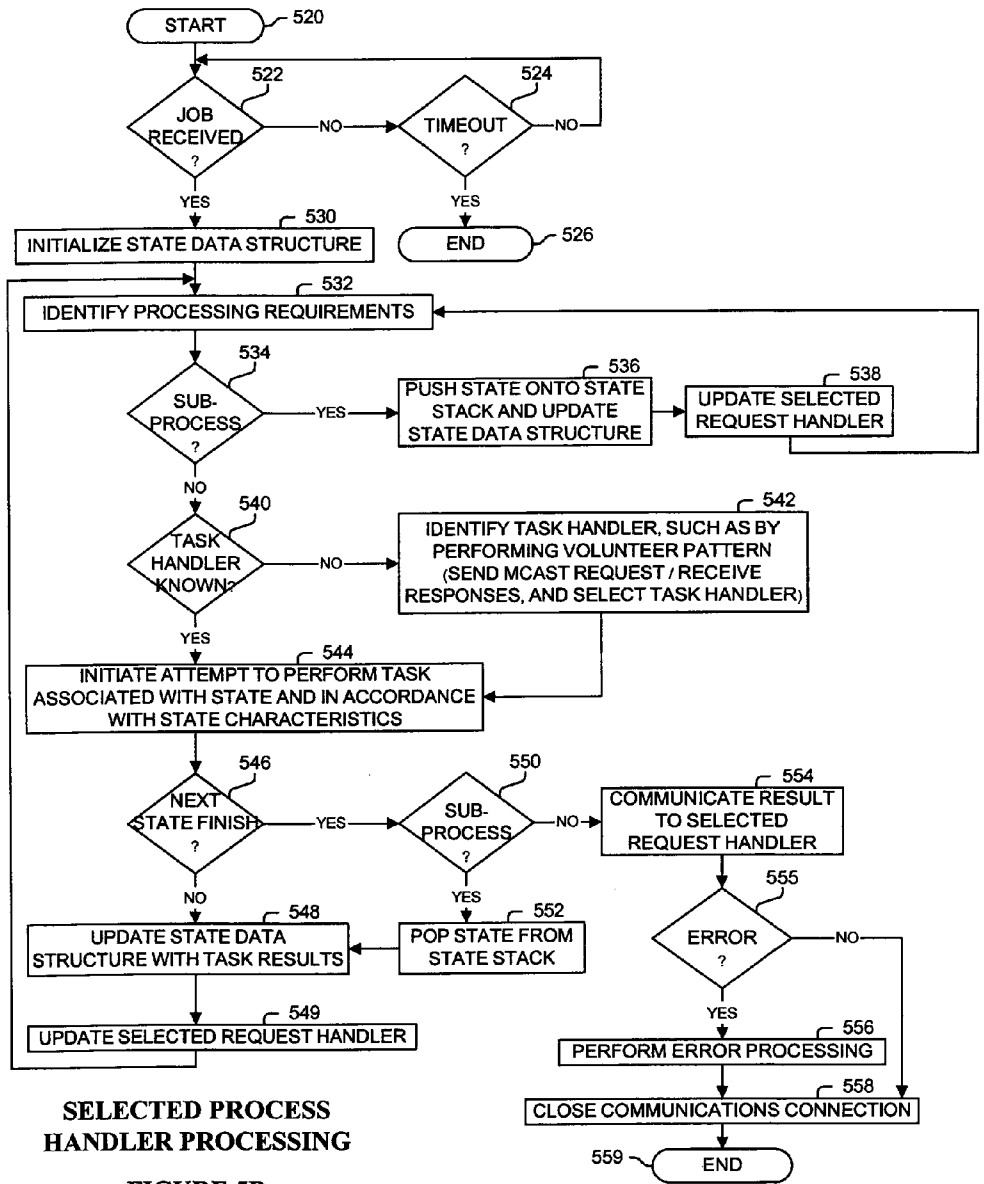 START
520
522
JOB
RECEIVED
?
NO
524
TIMEOUT
?
NO
YES
YES
530
INITIALIZE STATE DATA STRUCTURE
END
526
532
IDENTIFY PROCESSING REQUIREMENTS
534
SUB-
PROCESS
?
YES
536
PUSH STATE ONTO STATE
STACK AND UPDATE
STATE DATA STRUCTURE
538
UPDATE SELECTED
REQUEST HANDLER
NO
540
TASK
HANDLER
KNOWN?
NO
542
IDENTIFY TASK HANDLER, SUCH AS BY
PERFORMING VOLUNTEER PATTERN
(SEND MCAST REQUEST / RECEIVE
RESPONSES, AND SELECT TASK HANDLER)
YES
544
INITIATE ATTEMPT TO PERFORM TASK
ASSOCIATED WITH STATE AND IN ACCORDANCE
WITH STATE CHARACTERISTICS
546
NEXT
STATE FINISH
?
YES
550
SUB-
PROCESS
?
NO
554
COMMUNICATE RESULT
TO SELECTED
REQUEST HANDLER
NO
548
UPDATE STATE DATA
STRUCTURE WITH TASK RESULTS
YES
552
POP STATE FROM
STATE STACK
555
ERROR
?
NO
549
UPDATE SELECTED REQUEST HANDLER
YES
556
PERFORM ERROR PROCESSING
558
CLOSE COMMUNICATIONS CONNECTION
559
END
SELECTED PROCESS
HANDLER PROCESSING